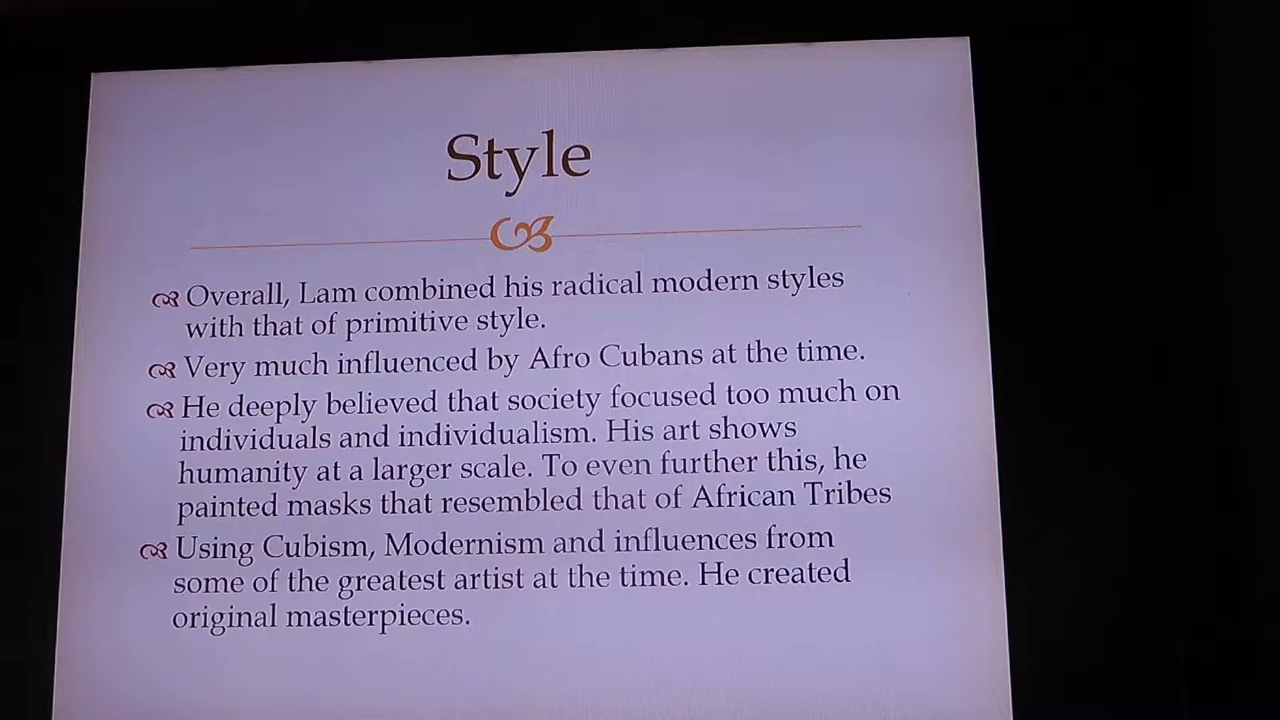 Style
Overall, Lam combined his radical modern styles
with that of primitive style.
Very much influenced by Afro Cubans at the time.
He deeply believed that society focused too much on
individuals and individualism. His art shows
humanity at a larger scale. To even further this, he
painted masks that resembled that of African Tribes
Using Cubism, Modernism and influences from
some of the greatest artist at the time. He created
original masterpieces.